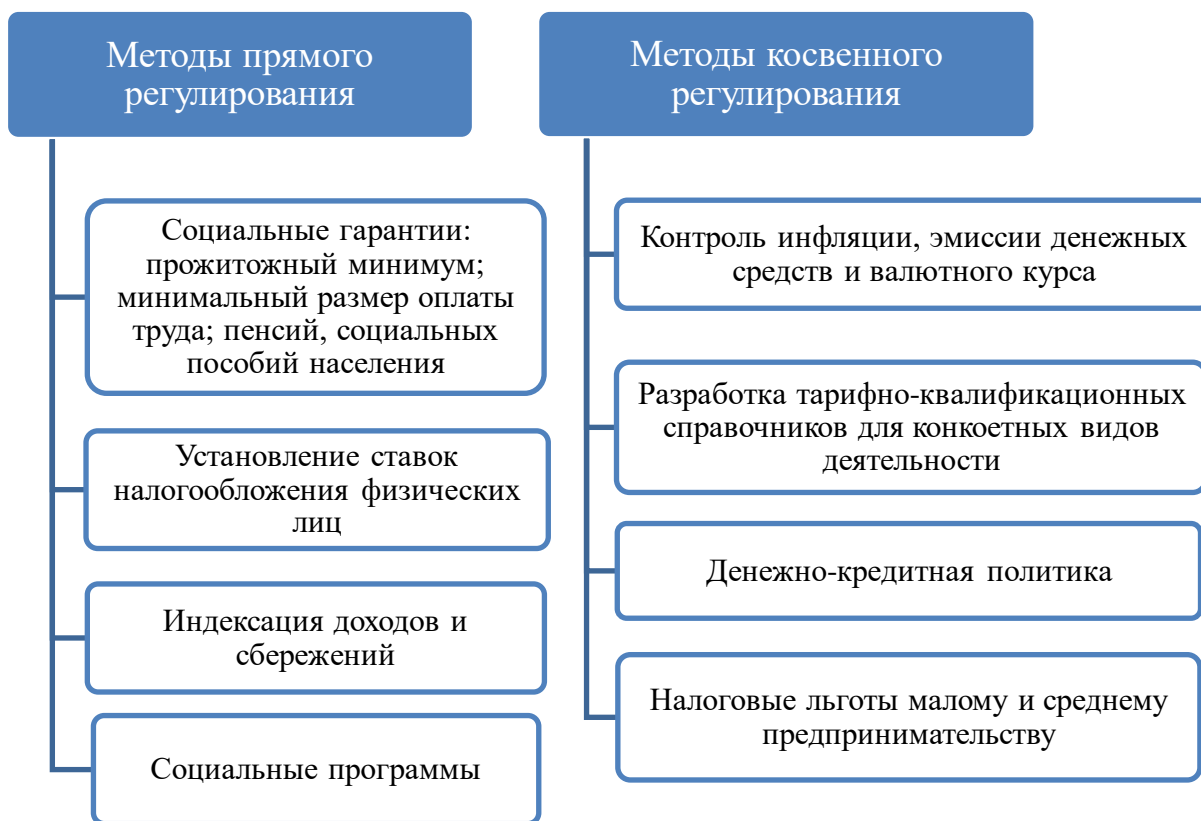 Методы прямого
регулирования
Социальные гарантии:
прожитожный минимум;
минимальный размер оплаты
труда; пенсий, социальных
пособий населения
Установление ставок
налогообложения физических
лиц
Индексация доходов и
сбережений
Социальные программы
Методы косвенного
регулирования
Контроль инфляции, эмиссии денежных
средств и валютного курса
Разработка тарифно-квалификационных
справочников для конкоетных видов
деятельности
Денежно-кредитная политика
Налоговые льготы малому и среднему
предпринимательству